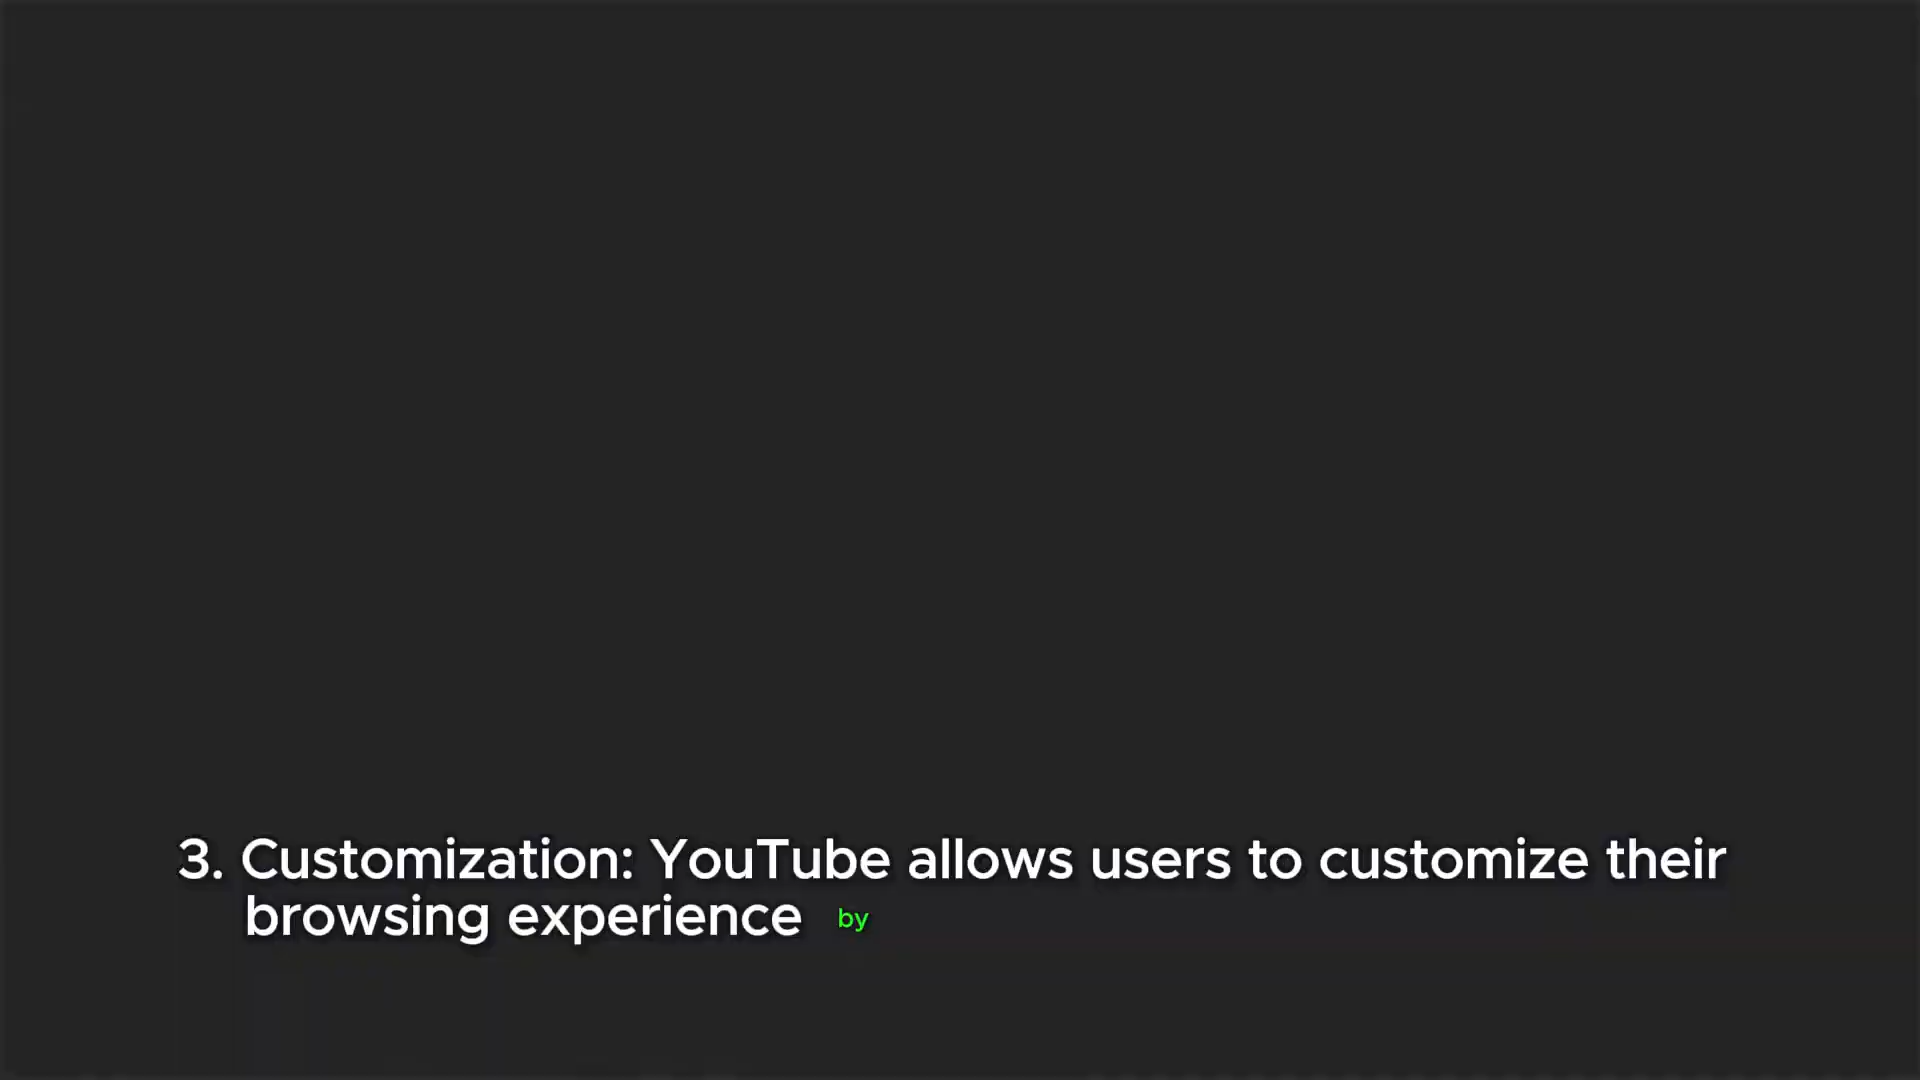 3. Customization: YouTube allows users to customize their
browsing experience by